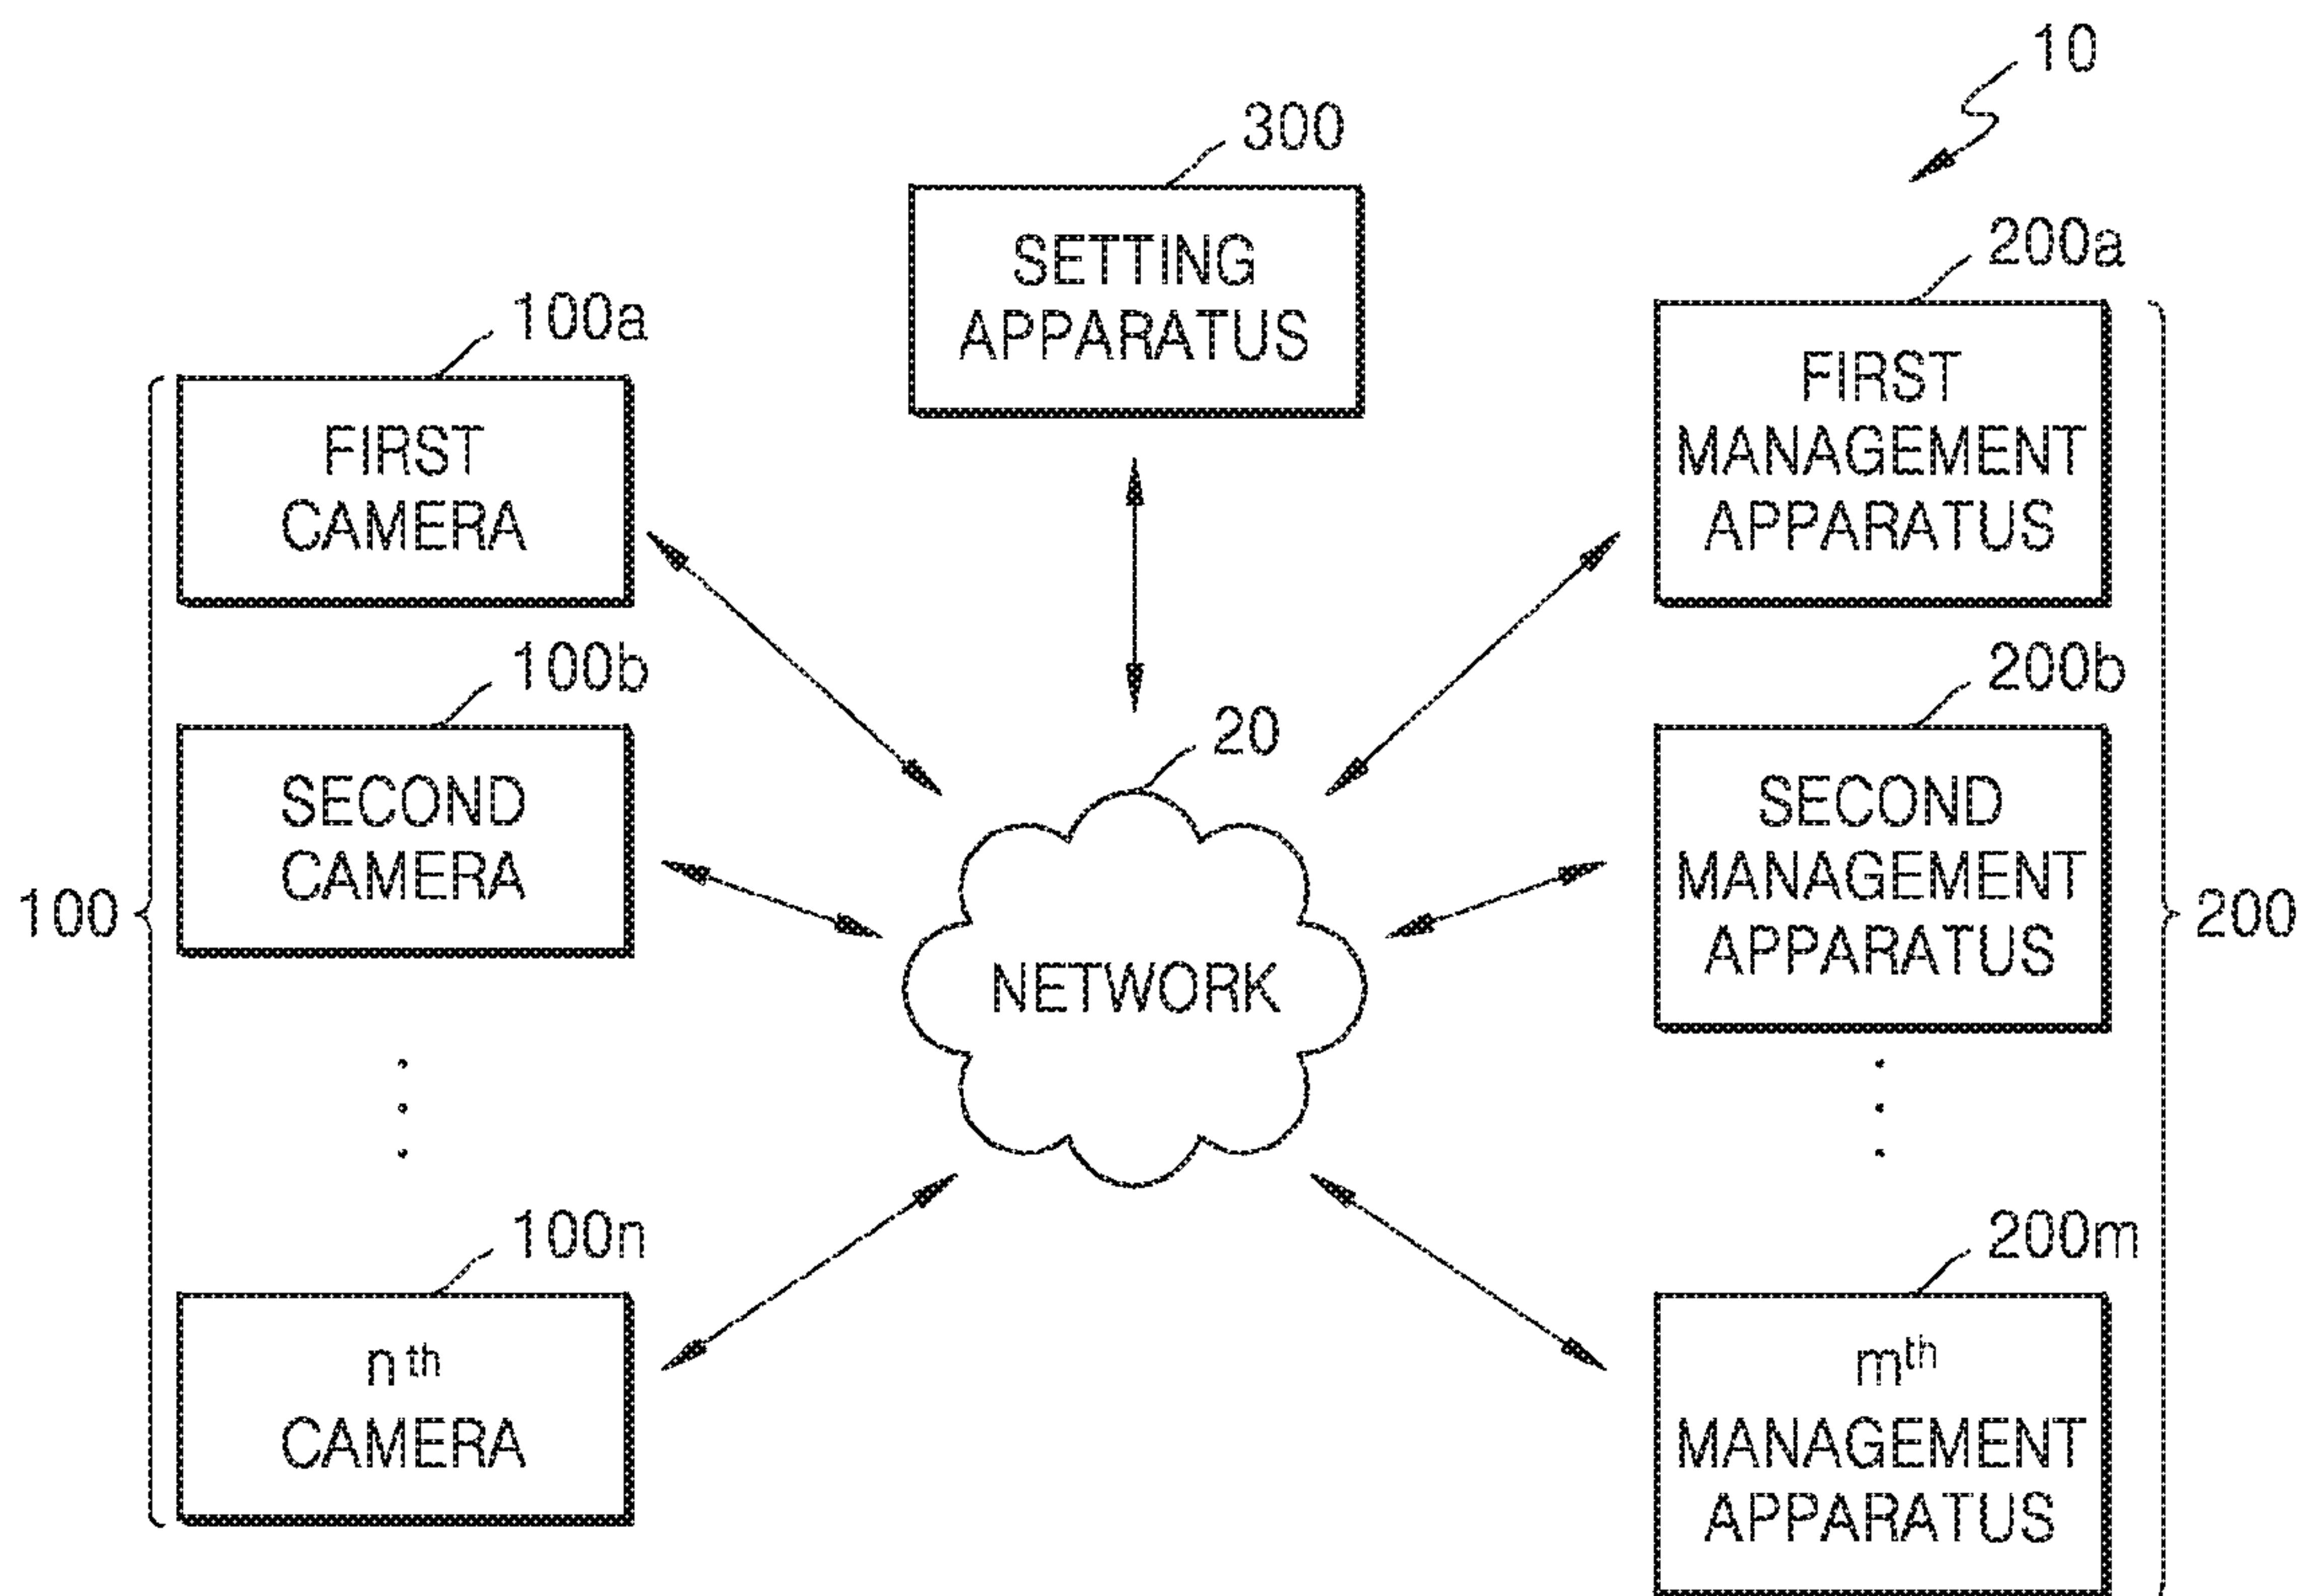 10
300
SETTING
APPARATUS
200a
FIRST
MANAGEMENT
APPARATUS
100a
FIRST
CAMERA
100b
SECOND
CAMERA
200b
SECOND
MANAGEMENT
APPARATUS
20
NETWORK
100
200
100n
nth
CAMERA
200m
mth
MANAGEMENT
APPARATUS